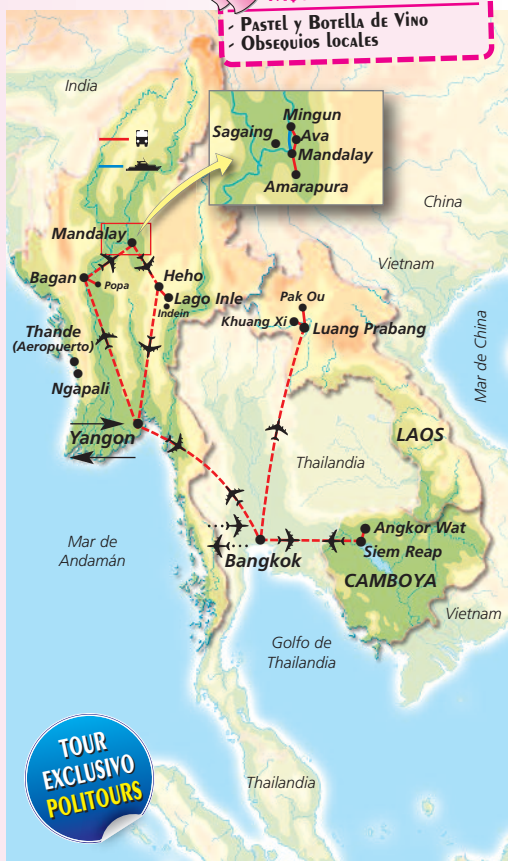 - Pastel y Botella de Vino
- Obsequios locales
India
Mingun
Sagaing
Ava
Mandalay
Amarapura
China
Mandalay
Vietnam
Bagan
Popa
Heho
Lago Inle
Indein
Pak Ou
Khuang Xi
Luang Prabang
Thande
(Aeropuerto)
Ngapali
Mar de China
Yangon
LAOS
Thailandia
Mar de
Andamán
Angkor Wat
Bangkok
Siem Reap
CAMBOYA
Vietnam
Golfo de
Thailandia
TOUR
EXCLUSIVO
POLITOURS
Thailandia